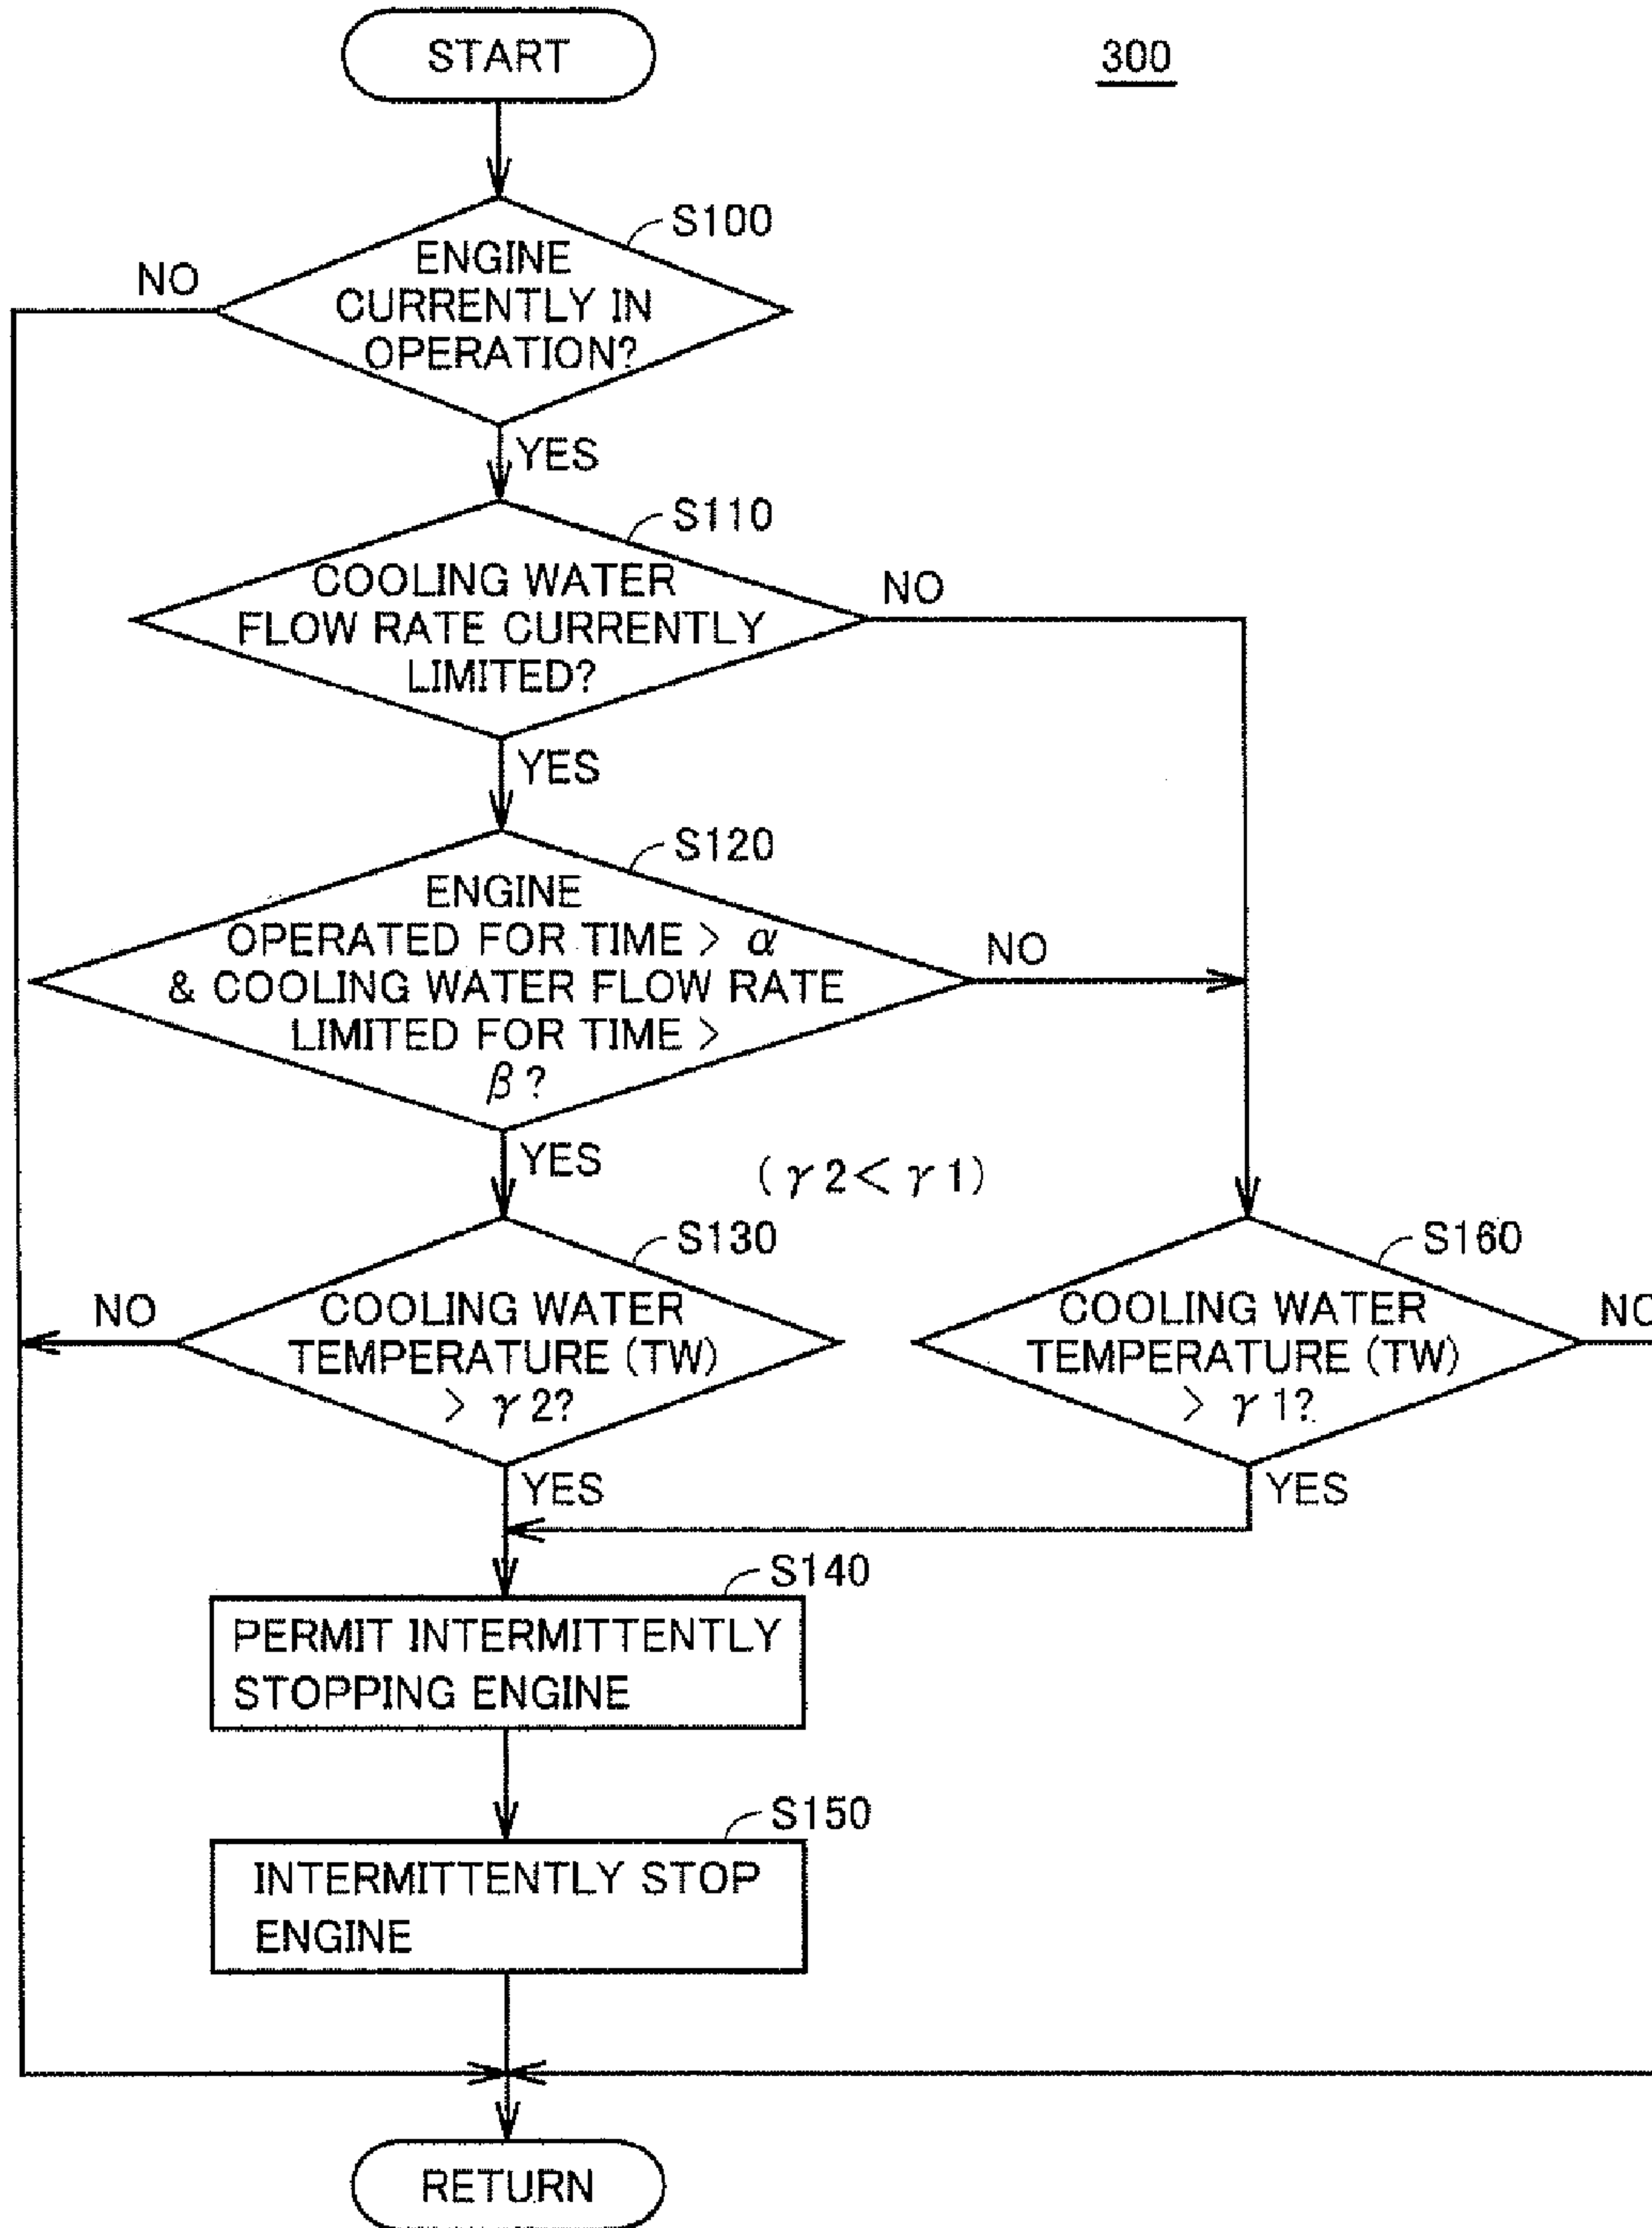 START
300
S100
NO
ENGINE
CURRENTLY IN
OPERATION?
YES
S110
COOLING WATER
FLOW RATE CURRENTLY
LIMITED?
NO
YES
S120
ENGINE
OPERATED FOR TIME > α
& COOLING WATER FLOW RATE
LIMITED FOR TIME >
β?
NO
YES
(γ2<γ1)
S130
NO
COOLING WATER
TEMPERATURE (TW)
> γ2?
YES
S160
COOLING WATER
TEMPERATURE (TW)
> γ1?
NO
YES
S140
PERMIT INTERMITTENTLY
STOPPING ENGINE
S150
INTERMITTENTLY STOP
ENGINE
RETURN